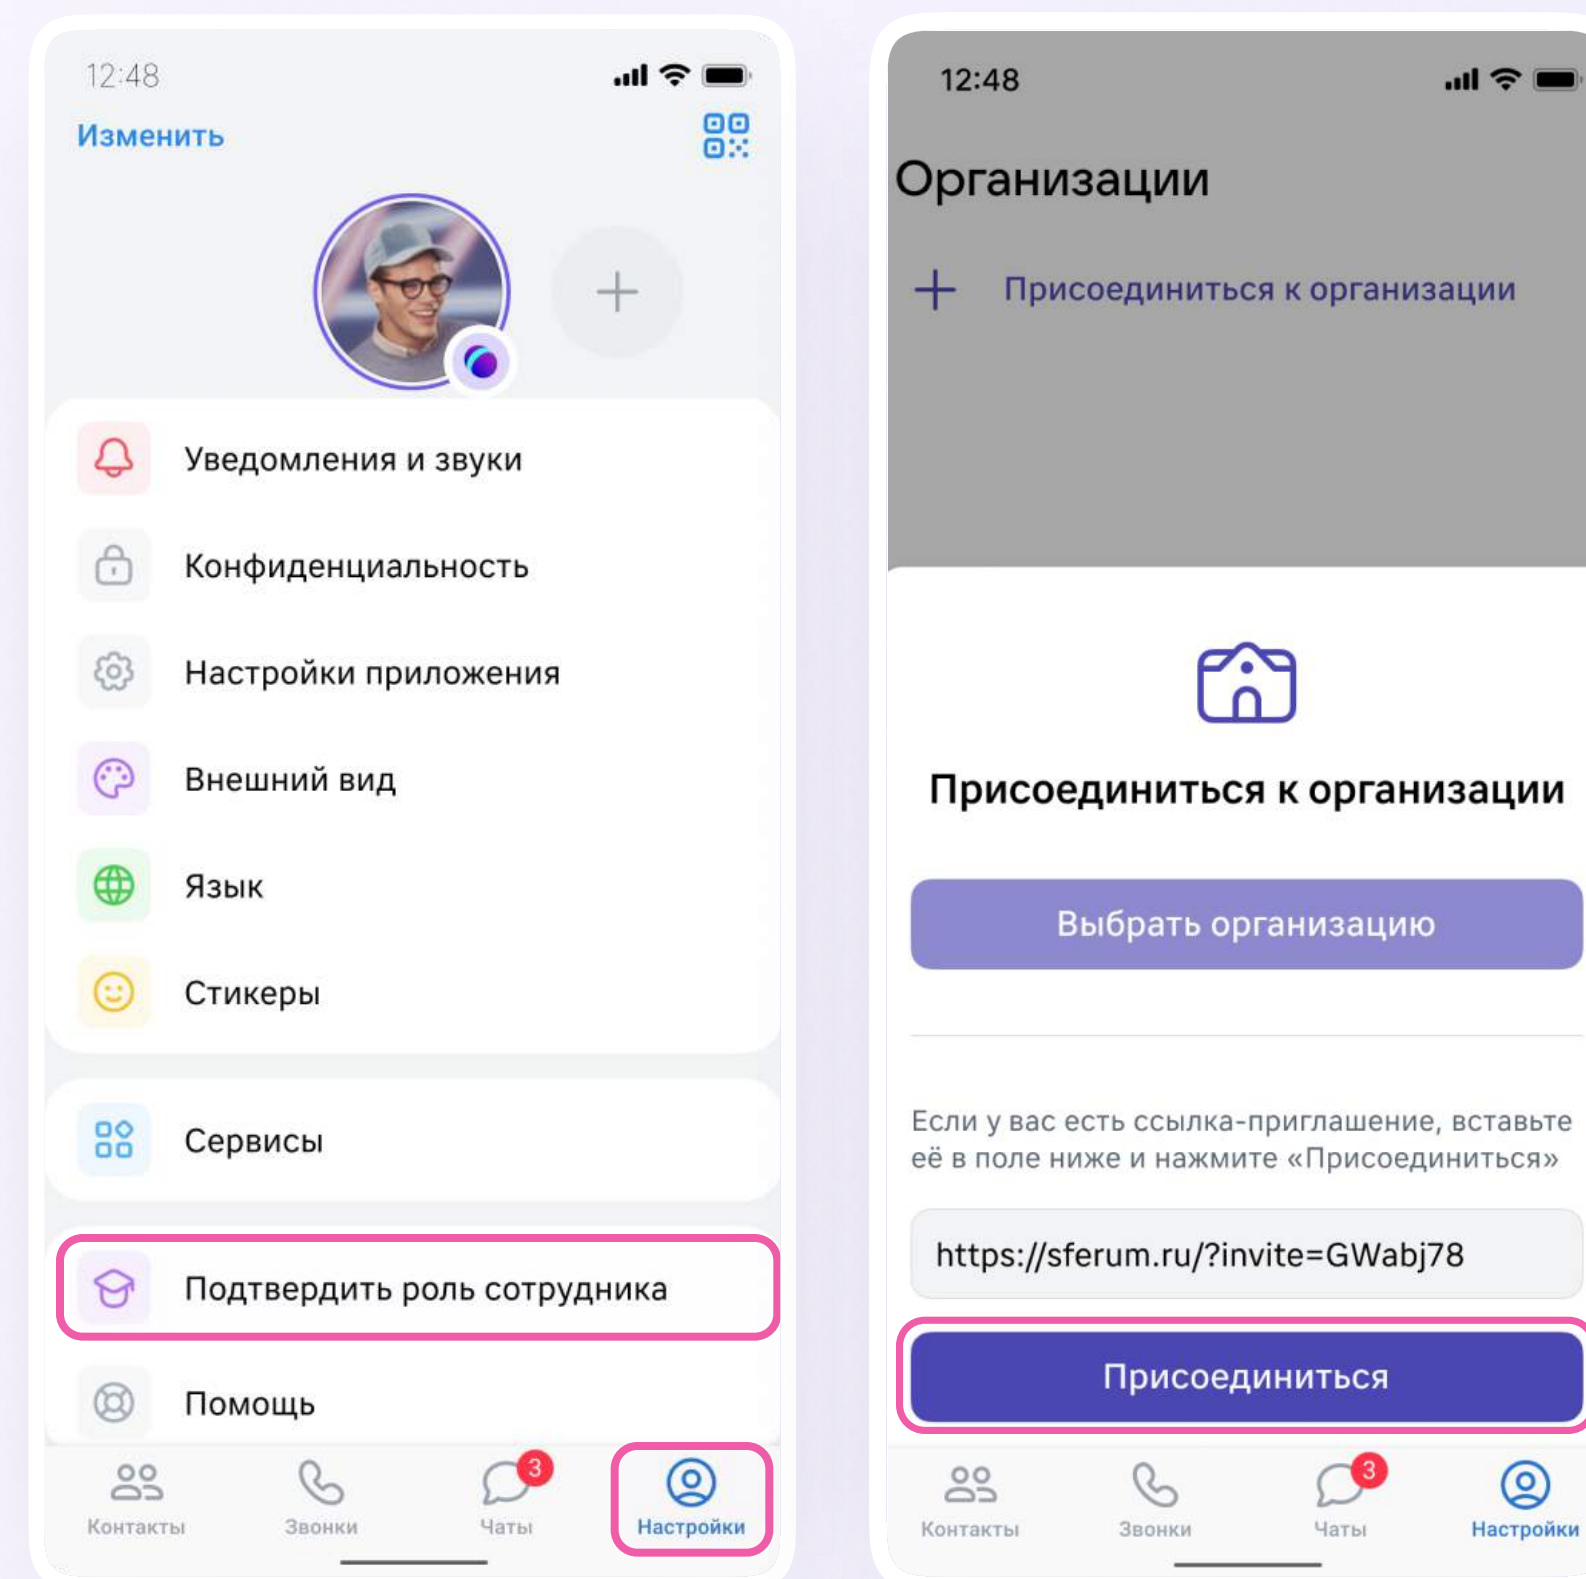 12:48
Изменить
Уведомления и звуки
Конфиденциальность
Настройки приложения
Внешний вид
Язык
Стикеры
Сервисы
Подтвердить роль сотрудника
Помощь
3
Контакты
Звонки
Чаты
Настройки
12:48
Организации
Присоединиться к организации
Присоединиться к организации
Выбрать организацию
Если у вас есть ссылка-приглашение, вставьте
её в поле ниже и нажмите «Присоединиться»
https://sferum.ru/?invite=GWabj78
Присоединиться
3
Контакты
Звонки
Чаты
Настройки